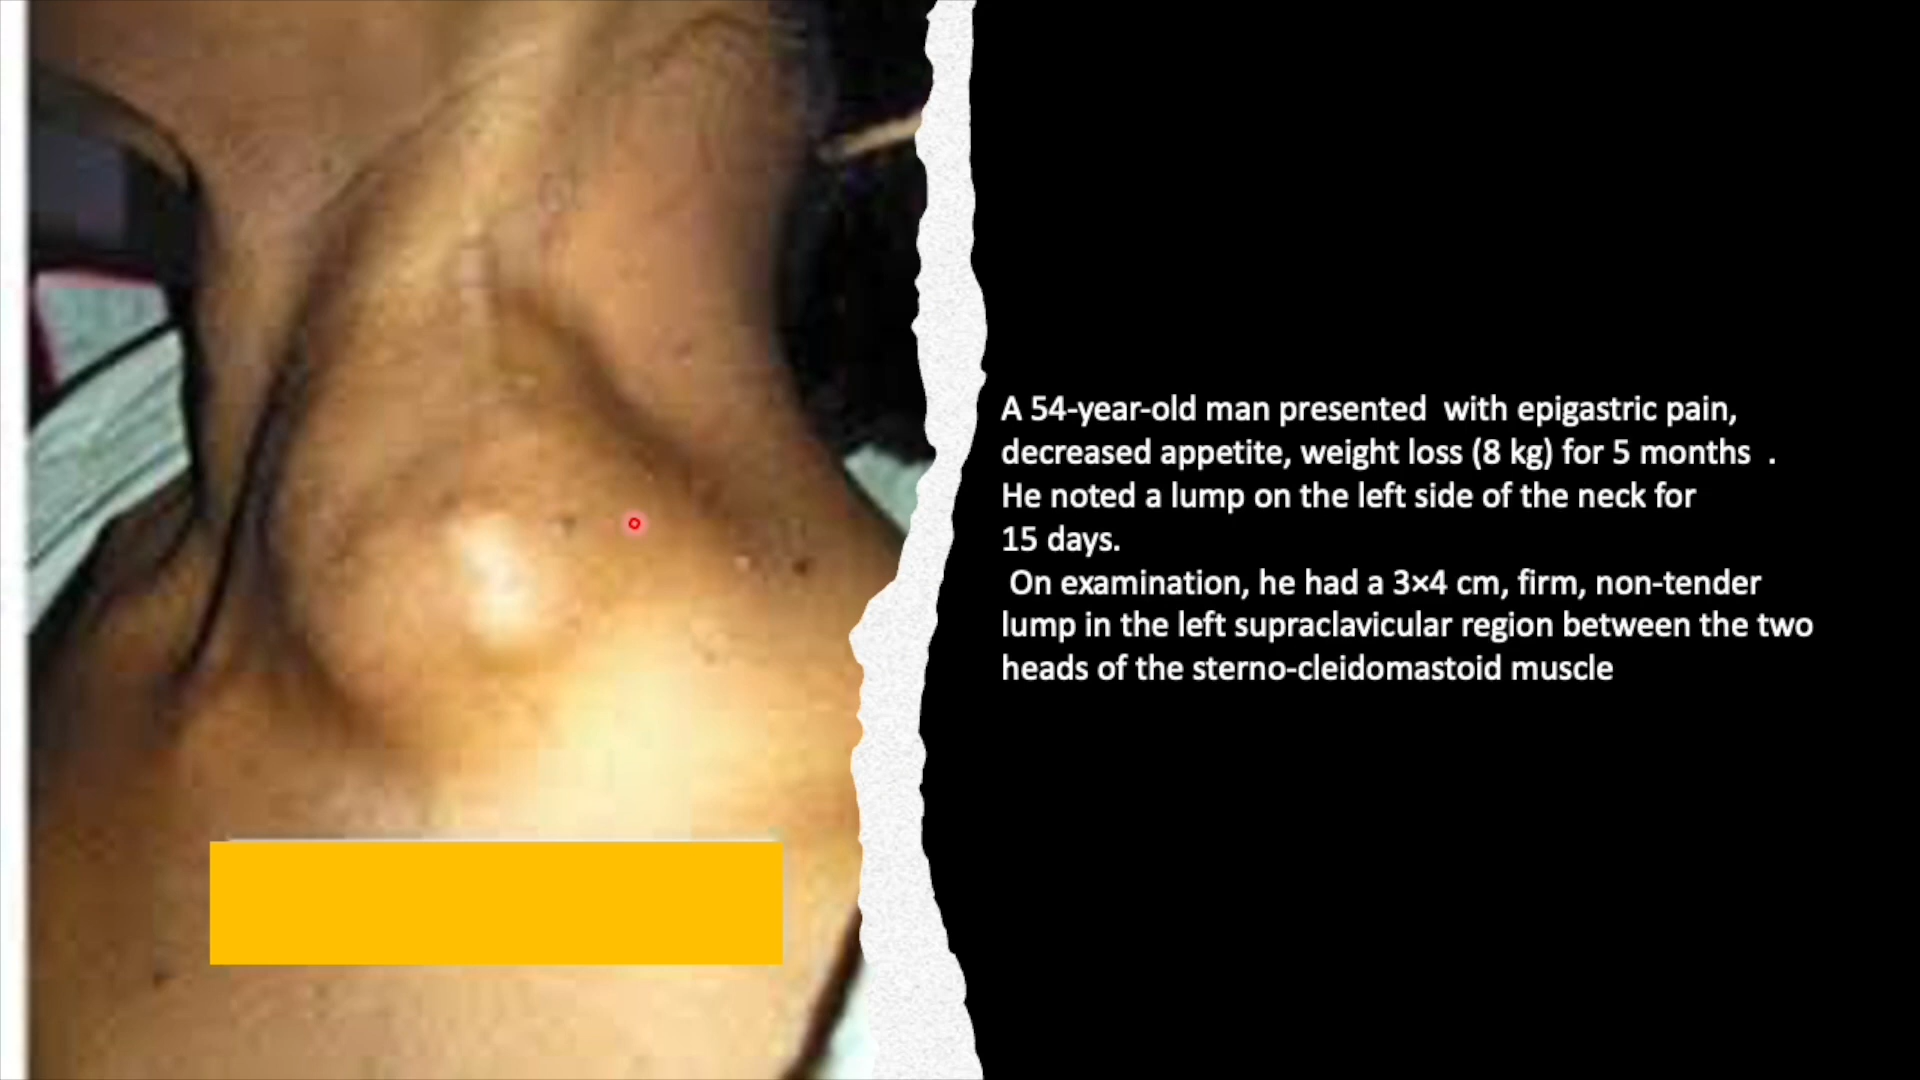 A 54-year-old man presented  with epigastric pain,
decreased appetite, weight loss (8 kg) for 5 months  .
He noted a lump on the left side of the neck for
15 days.
 On examination, he had a 3×4 cm, firm, non-tender
lump in the left supraclavicular region between the two
heads of the sterno-cleidomastoid muscle